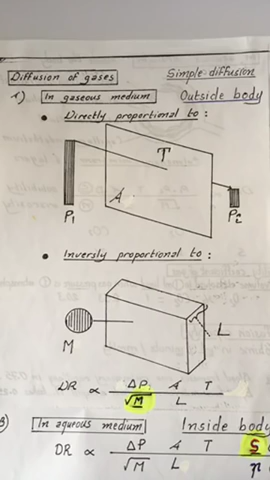 Diffusion of gases Simple diffusion
1) In gaseous medium Outside body
• Directly proportional to :
T
A
P1 P2
• Inversly proportional to :
M L
DR ∝ ΔP A T
√M L
B) In aqueous medium Inside body
DR ∝ ΔP A T S
√M L η